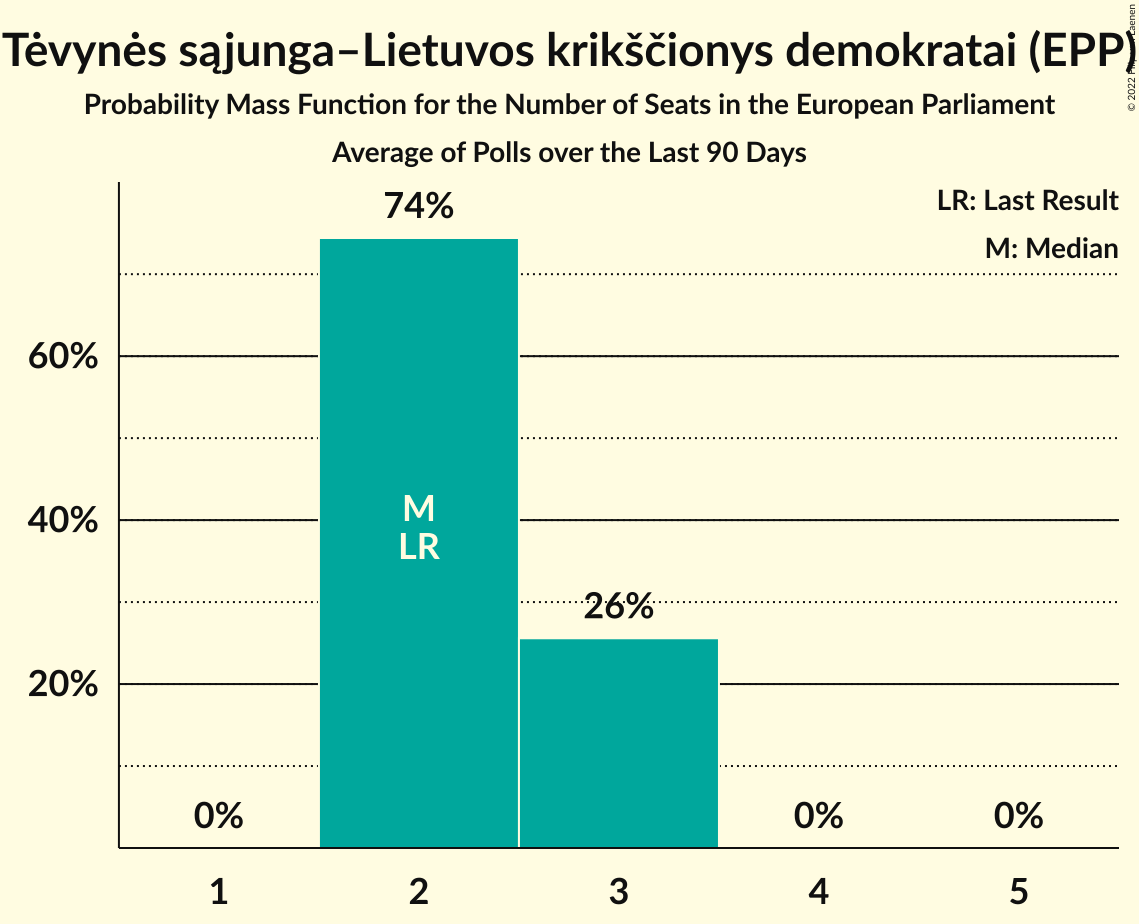 Tėvynės sąjunga–Lietuvos krikščionys demokratai (EPP)
Probability Mass Function for the Number of Seats in the European Parliament
Average of Polls over the Last 90 Days
© 2022 Laenen
LR: Last Result
M: Median
74%
60%
40%
M
LR
26%
20%
0%
0%
0%
1
2
3
4
5